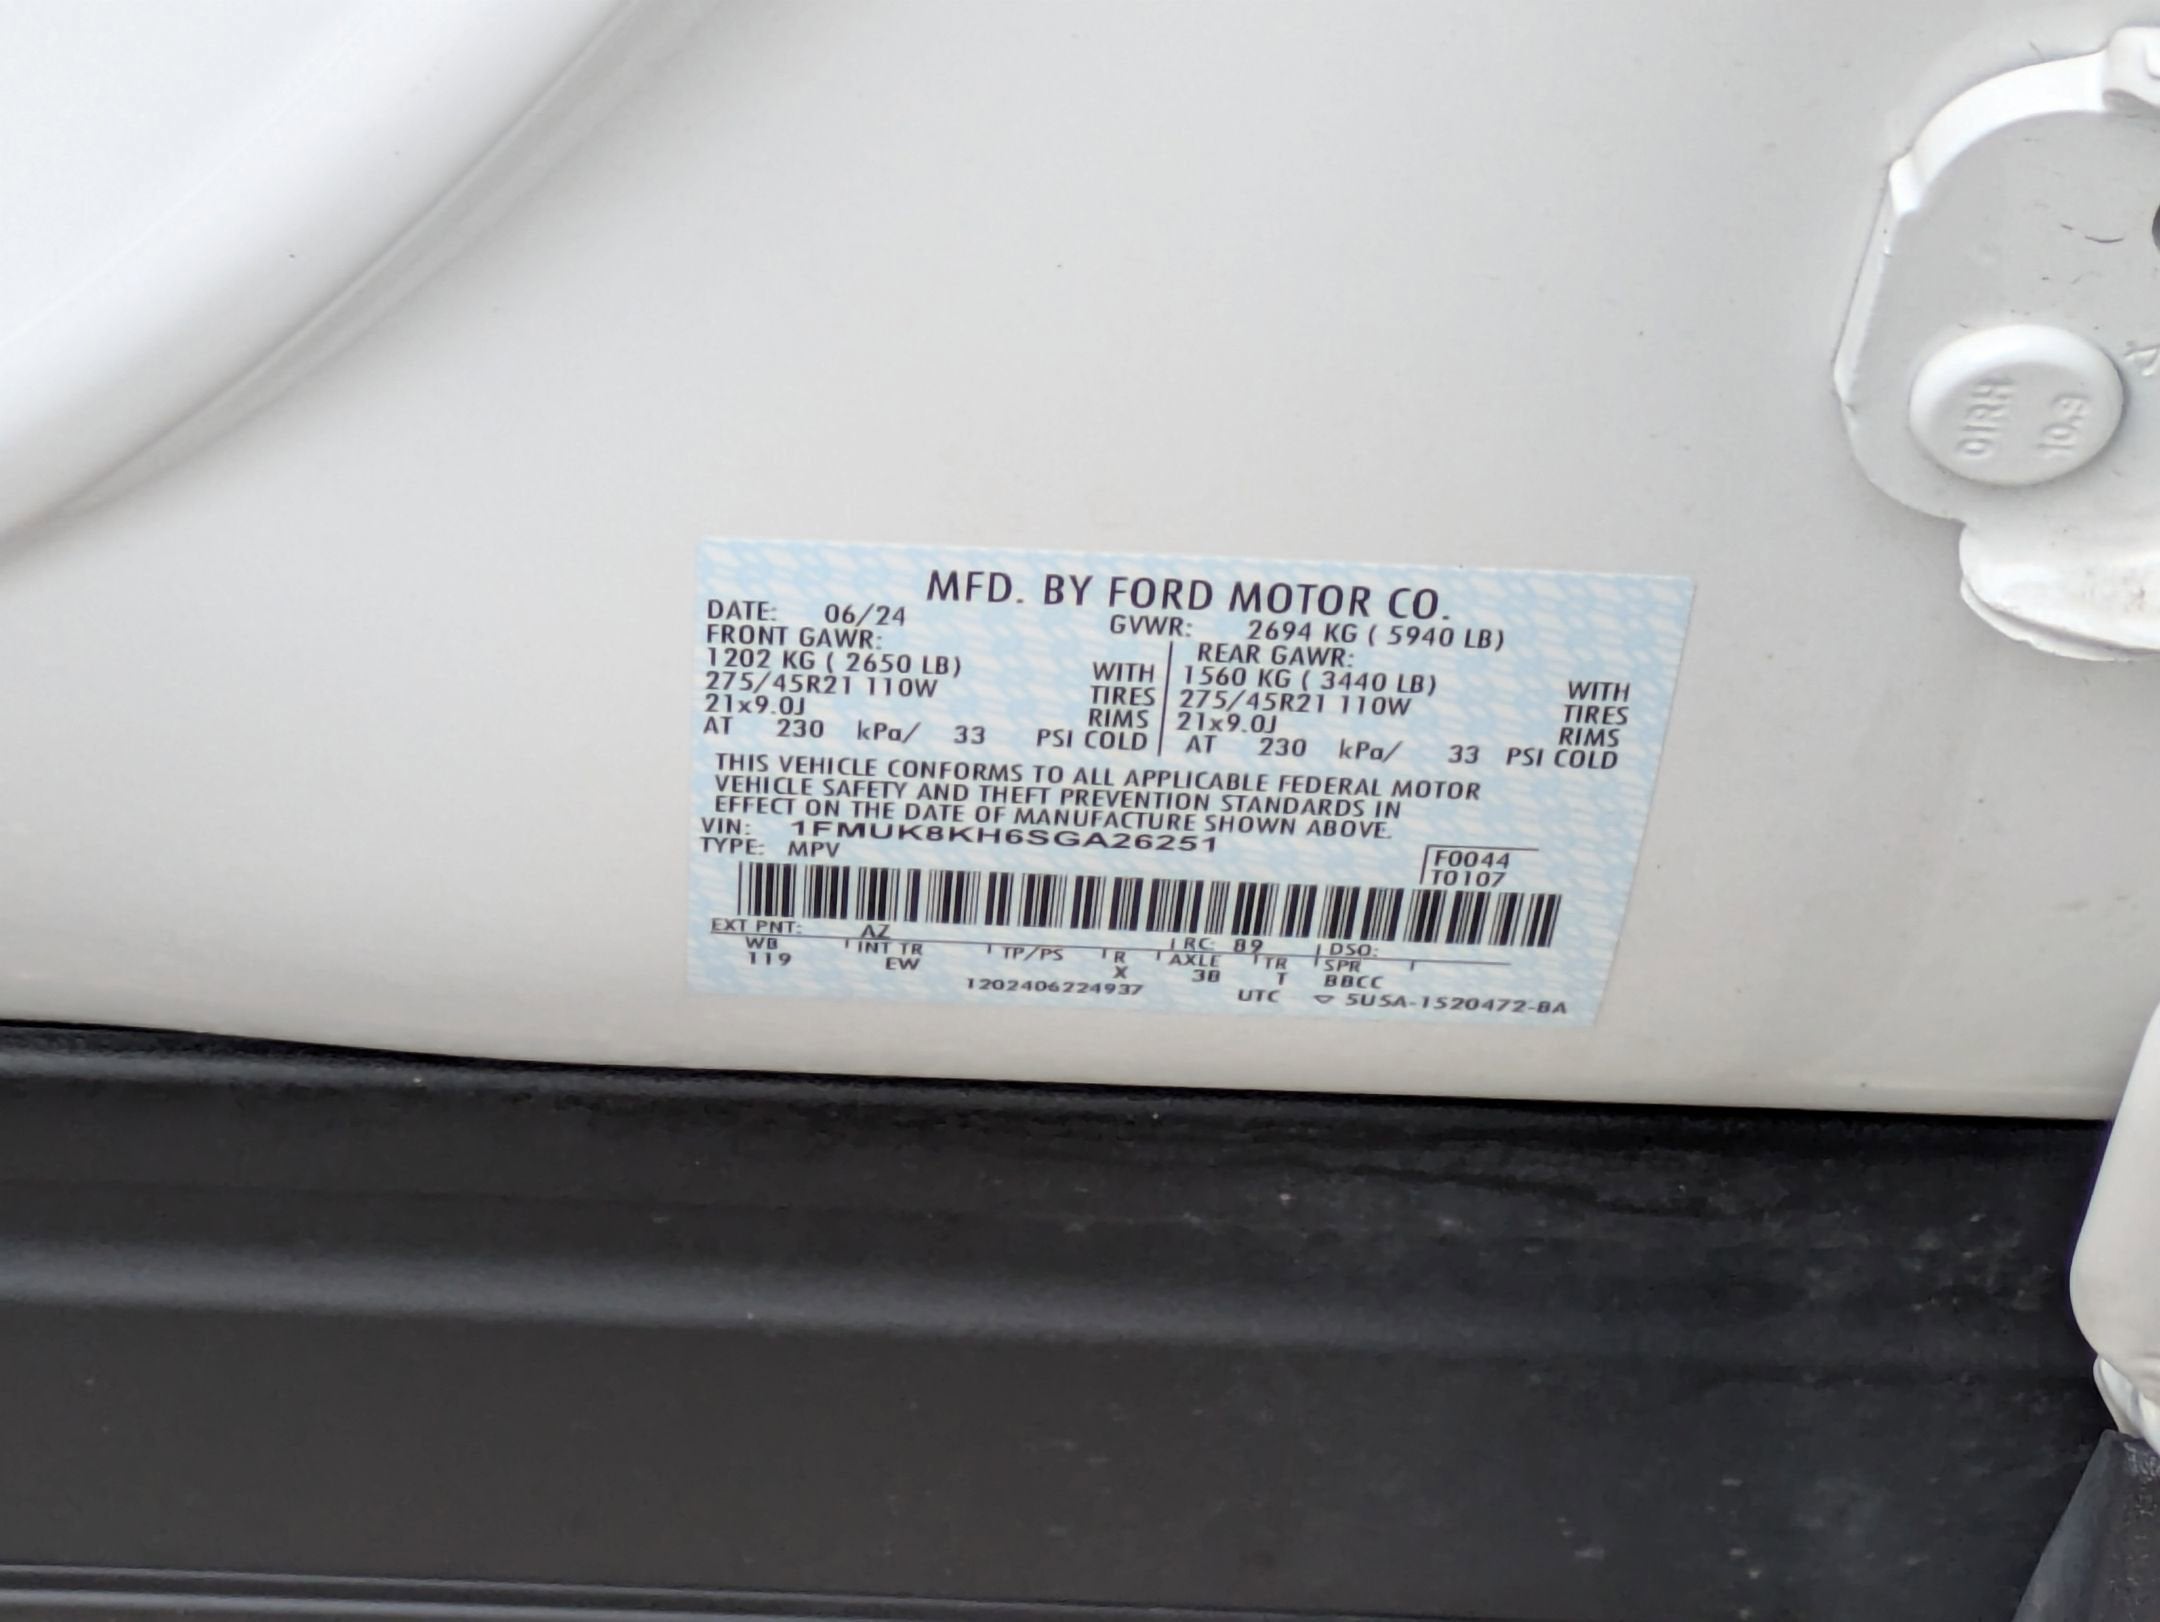 MFD. BY FORD MOTOR CO.
DATE: 06/24 GVWR: 2694 KG ( 5940 LB)
FRONT GAWR: REAR GAWR:
1202 KG ( 2650 LB) WITH 1560 KG ( 3440 LB) WITH
275/45R21 110W TIRES 275/45R21 110W TIRES
21x9.0J RIMS 21x9.0J RIMS
AT 230 kPa/ 33 PSI COLD AT 230 kPa/ 33 PSI COLD
THIS VEHICLE CONFORMS TO ALL APPLICABLE FEDERAL MOTOR
VEHICLE SAFETY AND THEFT PREVENTION STANDARDS IN
EFFECT ON THE DATE OF MANUFACTURE SHOWN ABOVE.
VIN: 1FMUK8KH6SGA26251
TYPE: MPV
F0044
T0107
EXT PNT: AZ RC: 89 DSO:
WB INT TR TP/PS R AXLE TR SPR
119 EW X 3B T BBCC
1202406224937 UTC 5U5A-1520472-BA
10.9